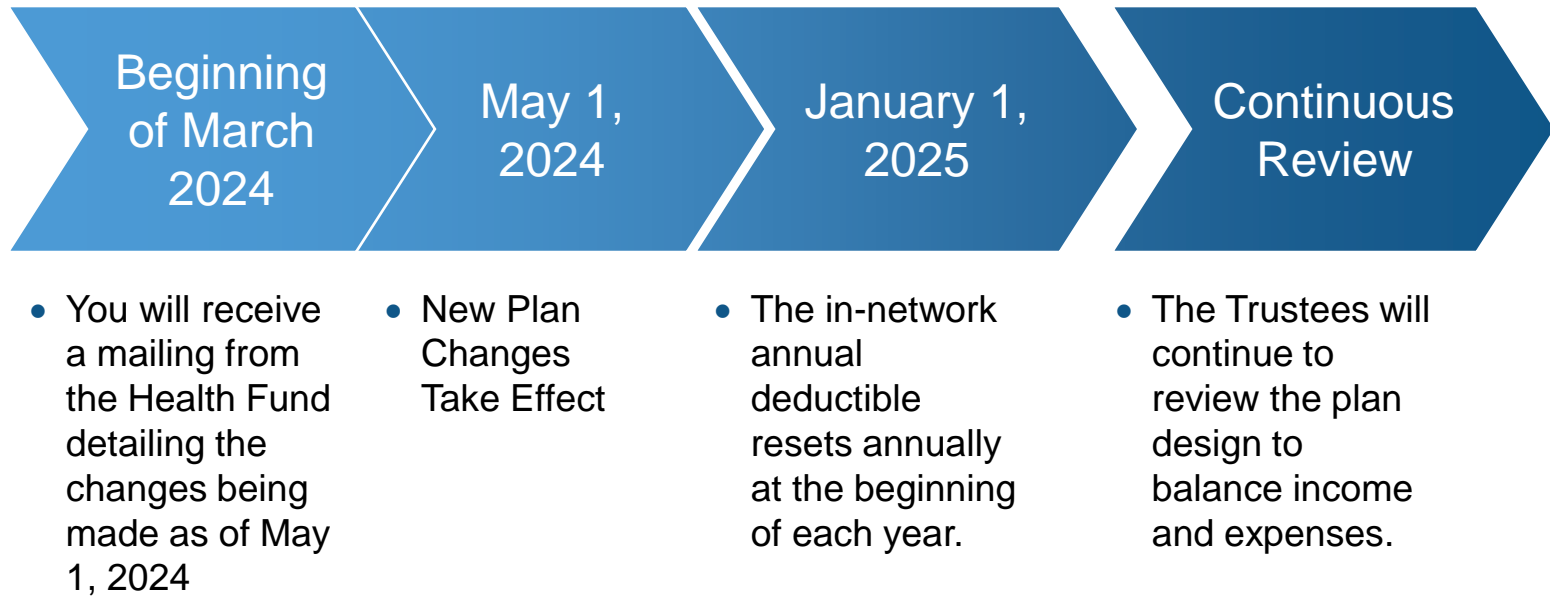 Beginning
of March
2024
May 1,
2024
January 1,
2025
Continuous
Review
• You will receive
a mailing from
the Health Fund
detailing the
changes being
made as of May
1, 2024
• New Plan
Changes
Take Effect
• The in-network
annual
deductible
resets annually
at the beginning
of each year.
• The Trustees will
continue to
review the plan
design to
balance income
and expenses.